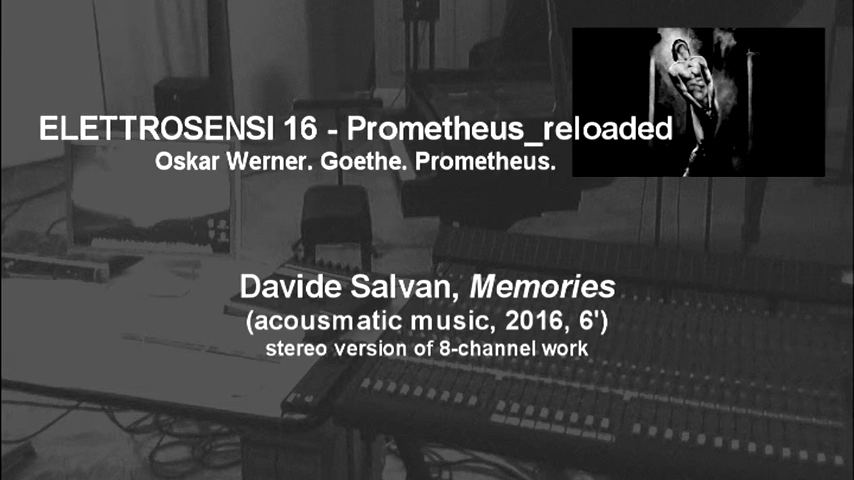 ELETTROSENSI 16 - Prometheus_reloaded
Oskar Werner. Goethe. Prometheus.
Davide Salvan, Memories
(acousmatic music, 2016, 6')
stereo version of 8-channel work